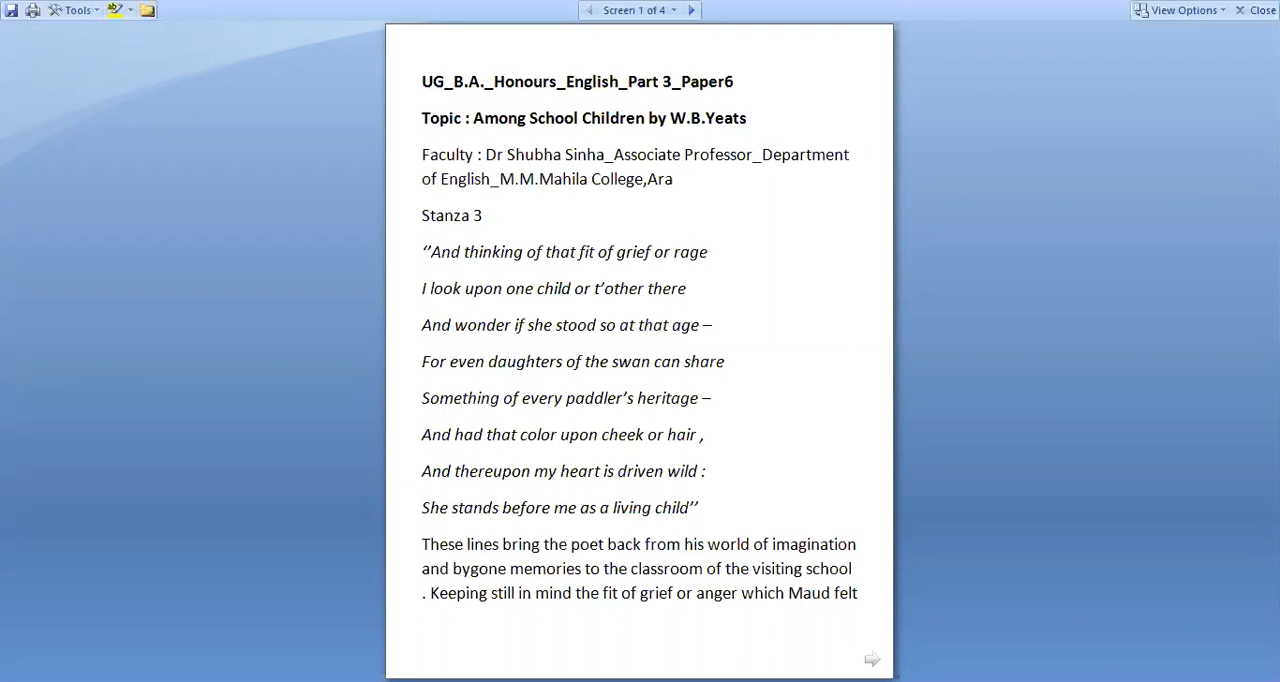 Tools
Screen 1 of 4
View Options
Close
UG_B.A._Honours_English_Part 3_Paper6
Topic : Among School Children by W.B.Yeats
Faculty : Dr Shubha Sinha_Associate Professor_Department
of English_M.M.Mahila College,Ara
Stanza 3
‘’And thinking of that fit of grief or rage
I look upon one child or t’other there
And wonder if she stood so at that age –
For even daughters of the swan can share
Something of every paddler’s heritage –
And had that color upon cheek or hair ,
And thereupon my heart is driven wild :
She stands before me as a living child’’
These lines bring the poet back from his world of imagination
and bygone memories to the classroom of the visiting school
. Keeping still in mind the fit of grief or anger which Maud felt